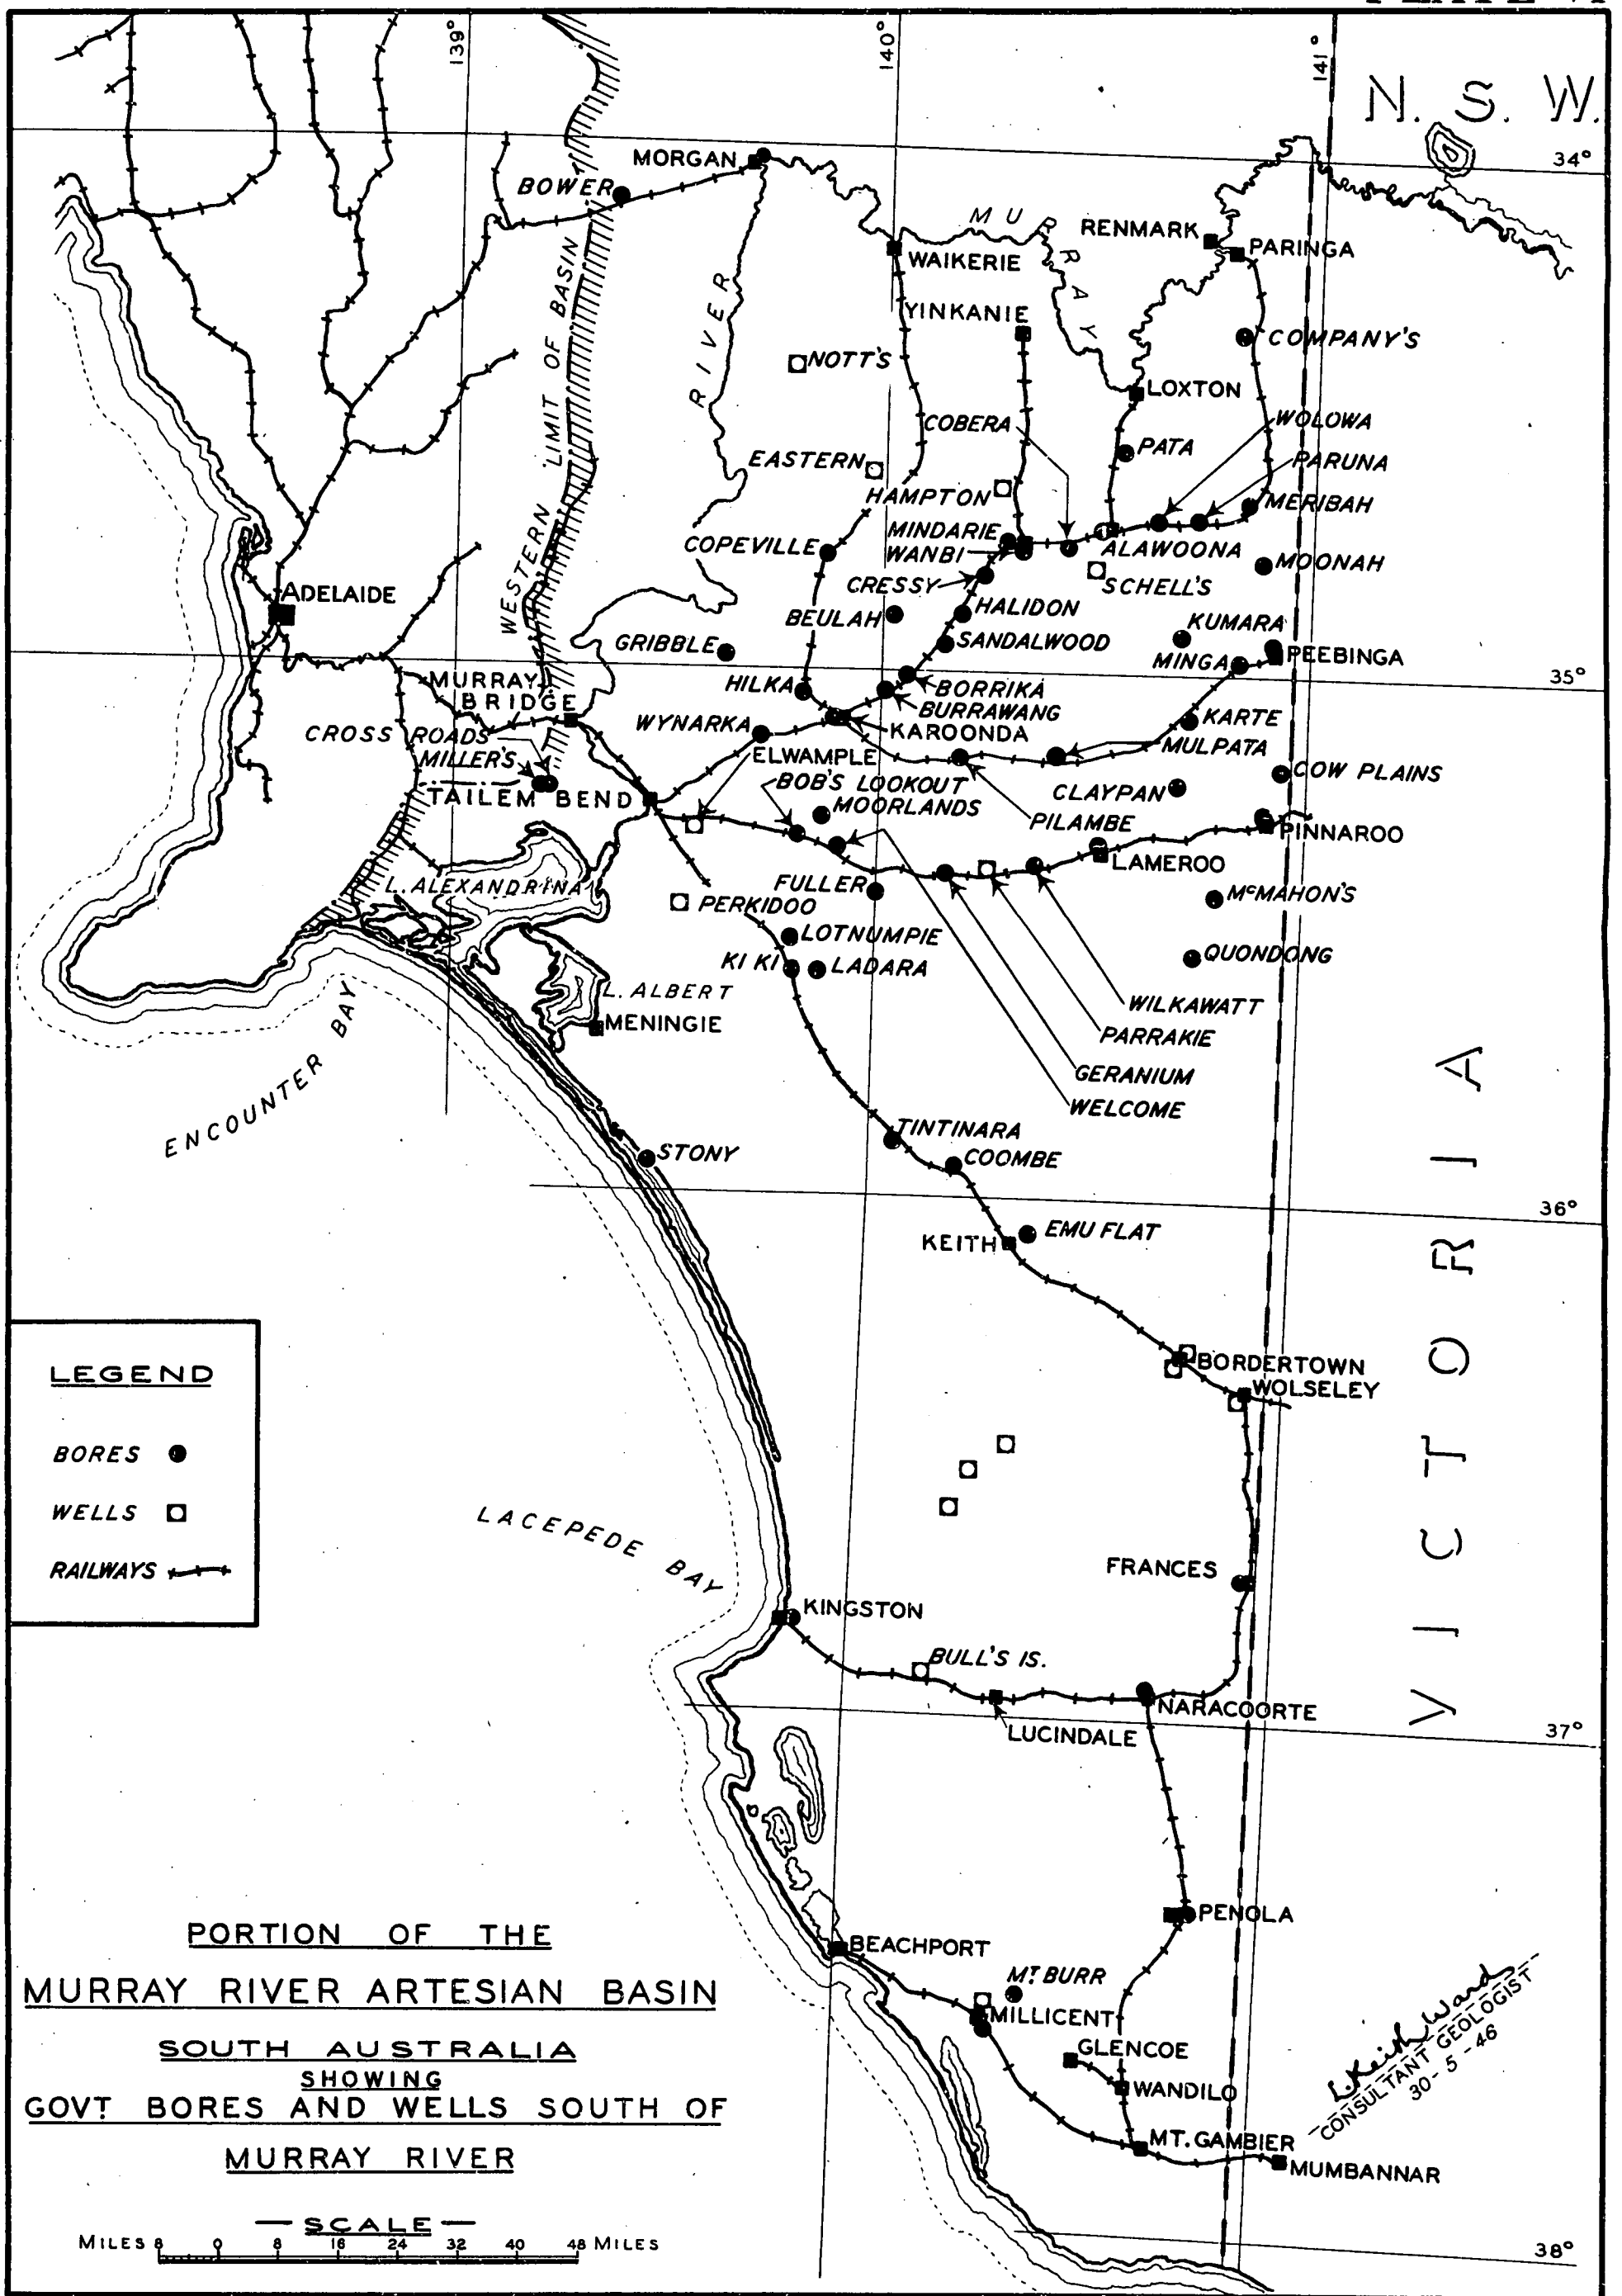 PLATE VI
139°
140°
141°
N. S. W.
34°
MORGAN
BOWER
MURRAY
RENMARK
PARINGA
WAIKERIE
YINKANIE
RIVER
WESTERN LIMIT OF BASIN
NOTT'S
COMPANY'S
LOXTON
COBERA
WOLOWA
PATA
EASTERN
PARUNA
HAMPTON
MERIBAH
MINDARIE
COPEVILLE
WANBI
ALAWOONA
MOONAH
CRESSY
SCHELL'S
ADELAIDE
BEULAH
HALIDON
KUMARA
GRIBBLE
SANDALWOOD
MINGA
PEEBINGA
35°
MURRAY
BRIDGE
HILKA
BORRIKA
BURRAWANG
KARTE
WYNARKA
KAROONDA
CROSS ROADS
MULPATA
MILLER'S
ELWAMPLE
COW PLAINS
BOB'S LOOKOUT
CLAYPAN
TAILEM BEND
MOORLANDS
PILAMBE
PINNAROO
LAMEROO
L. ALEXANDRINA
FULLER
McMAHON'S
PERKIDOO
LOTNUMPIE
QUONDONG
KI KI
LADARA
L. ALBERT
WILKAWATT
MENINGIE
PARRAKIE
GERANIUM
WELCOME
ENCOUNTER BAY
TINTINARA
STONY
COOMBE
36°
EMU FLAT
KEITH
VICTORIA
BORDERTOWN
WOLSELEY
LEGEND
BORES
WELLS
RAILWAYS
LACEPEDE BAY
FRANCES
KINGSTON
BULL'S IS.
NARACOORTE
LUCINDALE
37°
PENOLA
BEACHPORT
MT BURR
MILLICENT
GLENCOE
WANDILO
MT. GAMBIER
MUMBANNAR
38°
PORTION OF THE
MURRAY RIVER ARTESIAN BASIN
SOUTH AUSTRALIA
SHOWING
GOVT BORES AND WELLS SOUTH OF
MURRAY RIVER
SCALE
MILES 8 0 8 16 24 32 40 48 MILES
L. Keith Ward
CONSULTANT GEOLOGIST
30-5-46